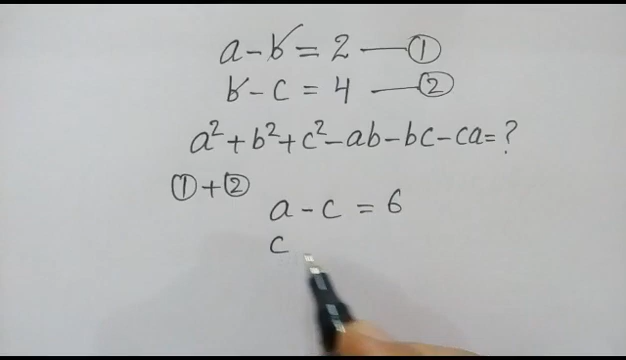 a - b = 2 — ①
b - c = 4 — ②
a² + b² + c² - ab - bc - ca = ?
① + ②
a - c = 6
c